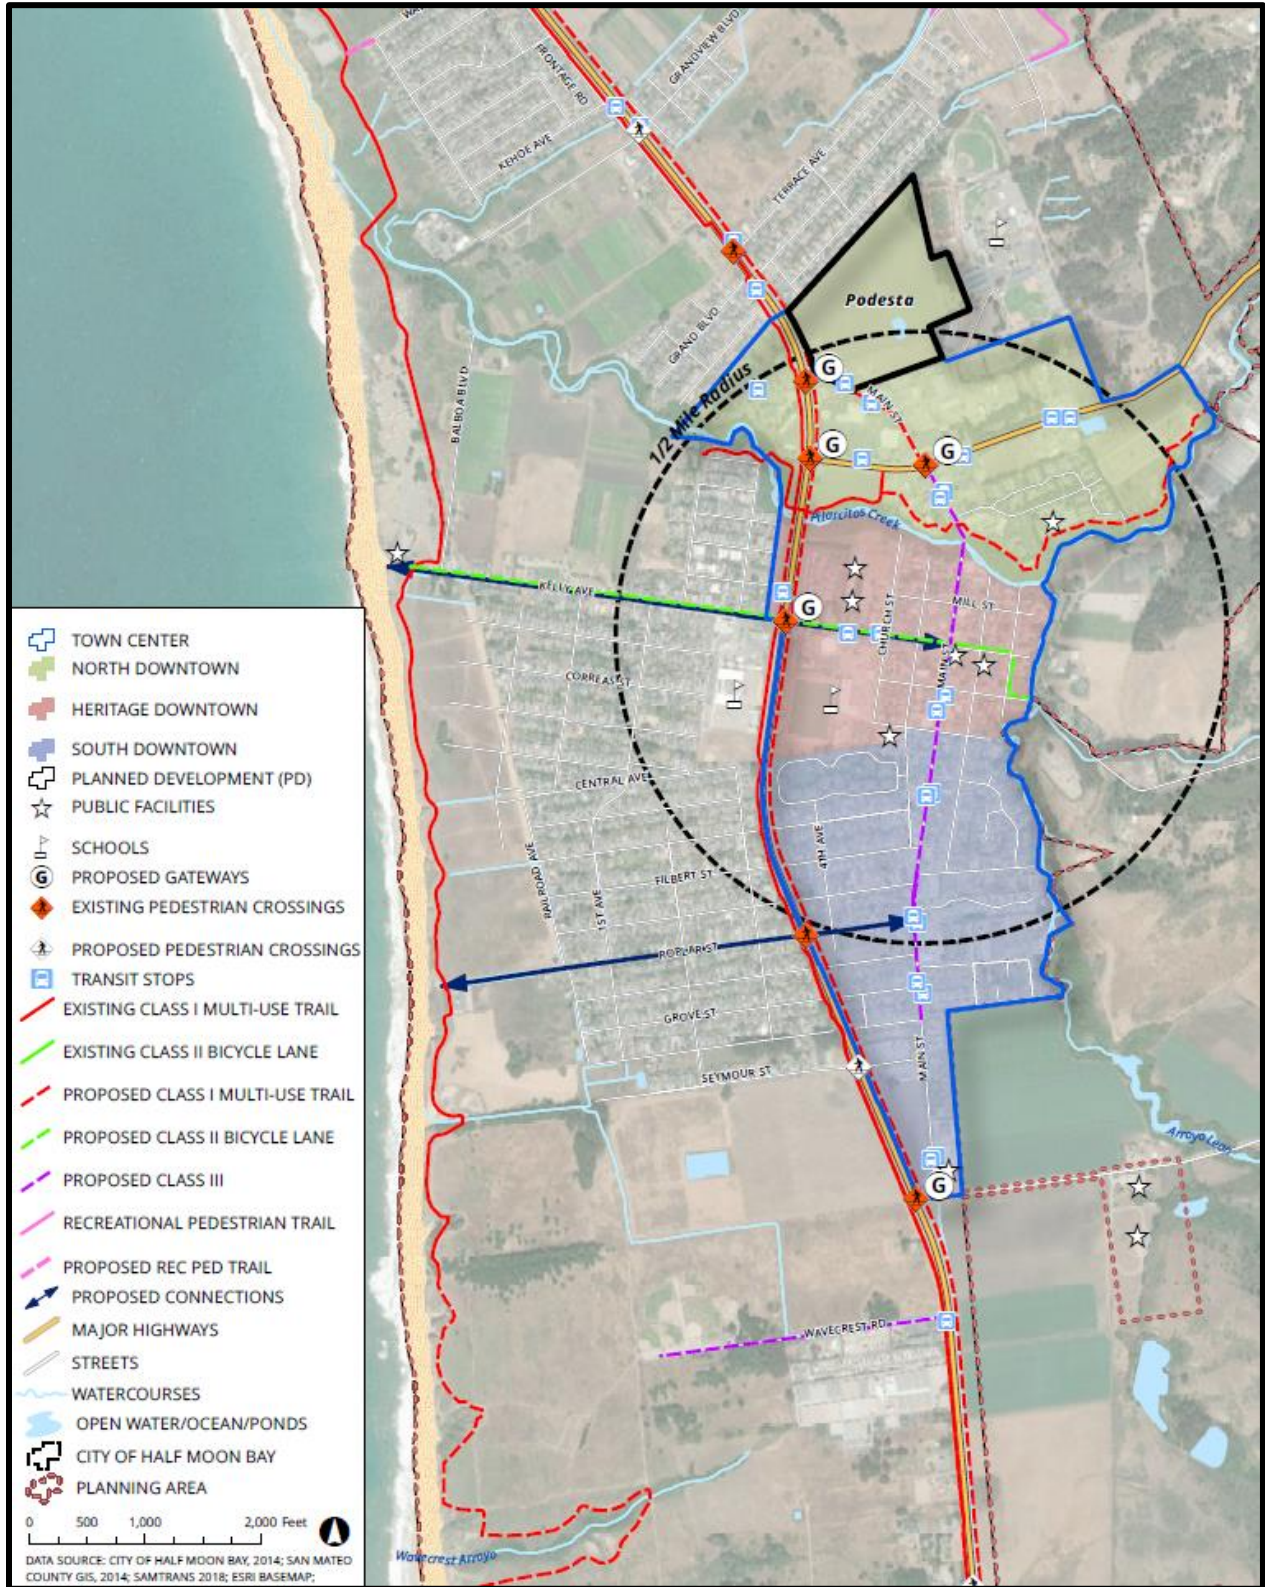 FRONTAGE RD
GRANDVIEW BLVD
KEHOE AVE
TERRACE AVE
Podesta
GRAND BLVD
1/2 Mile Radius
G
MAIN ST
G
G
BALBOA BLVD
Pilarcitos Creek
KELLY AVE
G
MILL ST
CHURCH ST
MAIN ST
CORREAS ST
CENTRAL AVE
4TH AVE
RAILROAD AVE
1ST AVE
FILBERT ST
POPLAR ST
GROVE ST
SEYMOUR ST
MAIN ST
Arroyo Leon
G
WAVECREST RD
Wavecrest Arroyo
TOWN CENTER
NORTH DOWNTOWN
HERITAGE DOWNTOWN
SOUTH DOWNTOWN
PLANNED DEVELOPMENT (PD)
PUBLIC FACILITIES
SCHOOLS
G PROPOSED GATEWAYS
EXISTING PEDESTRIAN CROSSINGS
PROPOSED PEDESTRIAN CROSSINGS
TRANSIT STOPS
EXISTING CLASS I MULTI-USE TRAIL
EXISTING CLASS II BICYCLE LANE
PROPOSED CLASS I MULTI-USE TRAIL
PROPOSED CLASS II BICYCLE LANE
PROPOSED CLASS III
RECREATIONAL PEDESTRIAN TRAIL
PROPOSED REC PED TRAIL
PROPOSED CONNECTIONS
MAJOR HIGHWAYS
STREETS
WATERCOURSES
OPEN WATER/OCEAN/PONDS
CITY OF HALF MOON BAY
PLANNING AREA
0 500 1,000 2,000 Feet
DATA SOURCE: CITY OF HALF MOON BAY, 2014; SAN MATEO
COUNTY GIS, 2014; SAMTRANS 2018; ESRI BASEMAP;